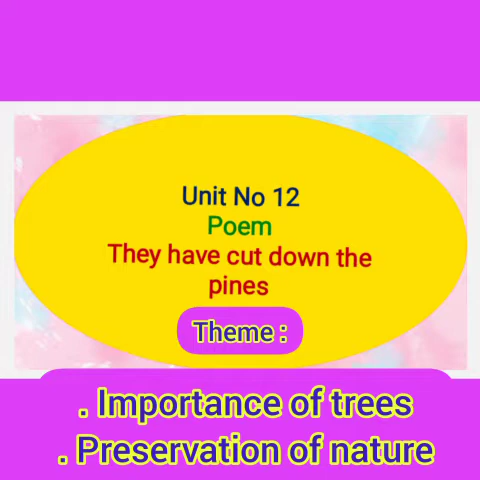 Unit No 12
Poem
They have cut down the
pines
Theme :
. Importance of trees
. Preservation of nature